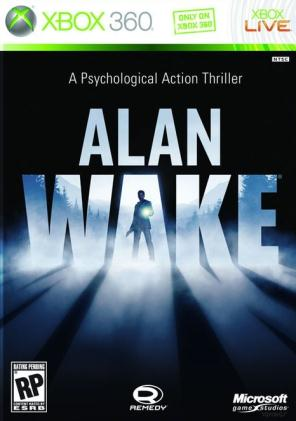 XBOX 360
ONLY ON
XBOX 360
XBOX
LIVE
NTSC
A Psychological Action Thriller
ALAN
WAKE
RATING PENDING
RP
CONTENT RATED BY
ESRB
REMEDY
Microsoft
game studios